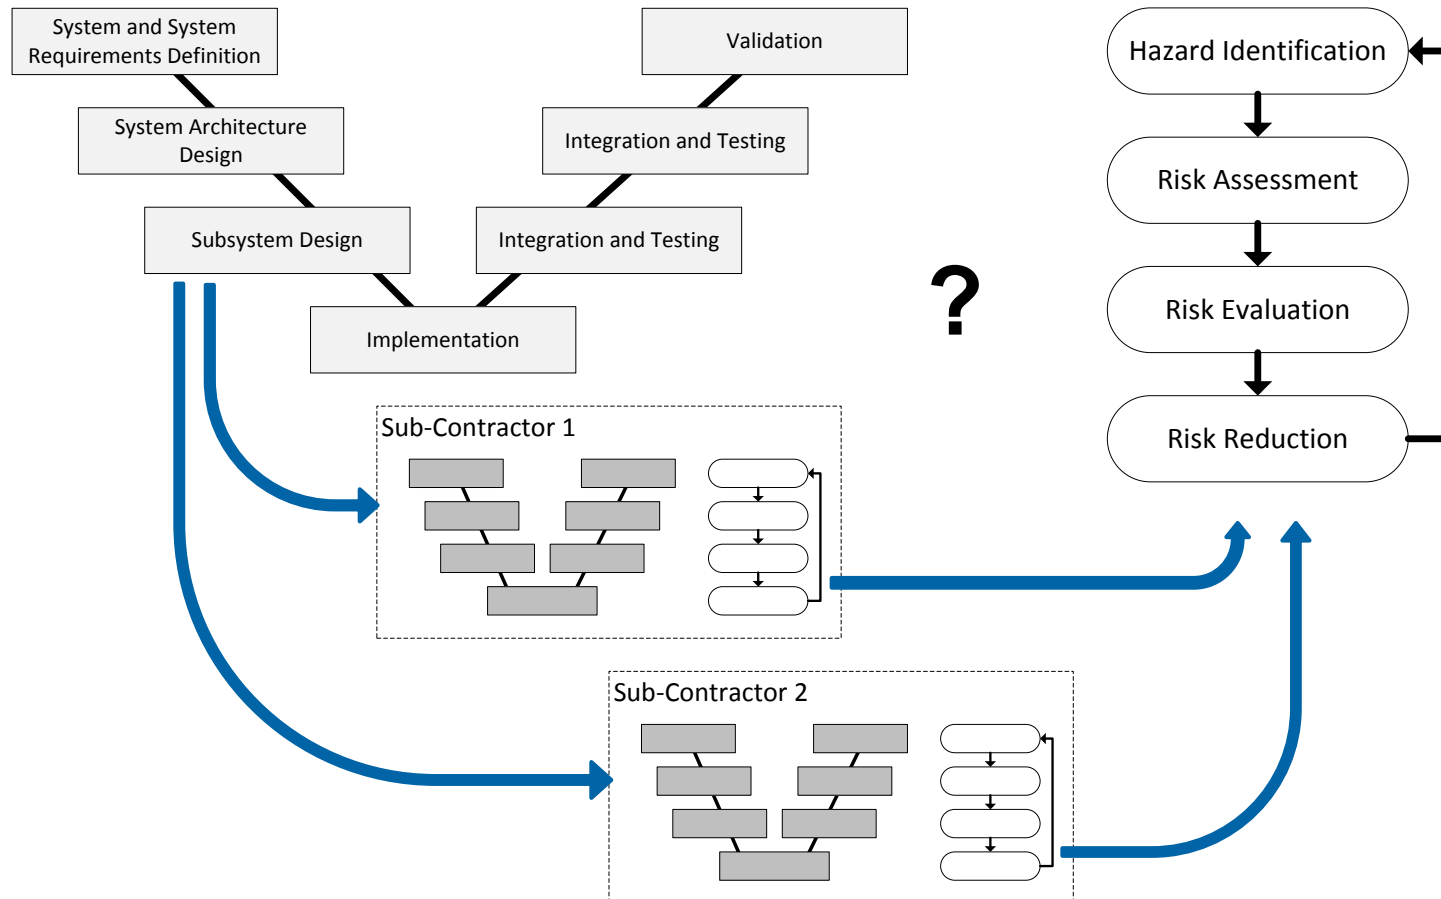 System and System
Requirements Definition
Validation
Hazard Identification
System Architecture
Design
Integration and Testing
Risk Assessment
Subsystem Design
Integration and Testing
?
Risk Evaluation
Implementation
Sub-Contractor 1
Risk Reduction
Sub-Contractor 2